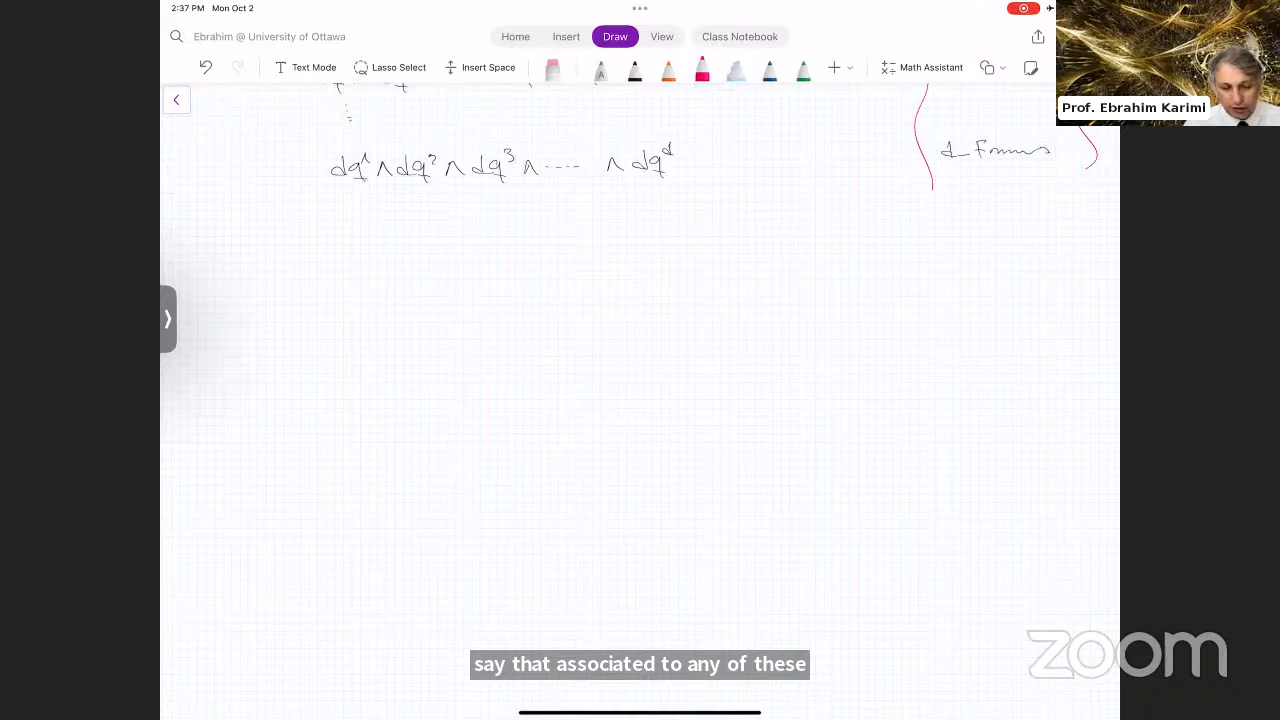 2:37 PM Mon Oct 2
Ebrahim @ University of Ottawa
Home Insert Draw View Class Notebook
Text Mode Lasso Select Insert Space Math Assistant
Prof. Ebrahim Karimi
d-Forms
dq¹ ∧ dq² ∧ dq³ ∧ ---- ∧ dq^d
say that associated to any of these
zoom